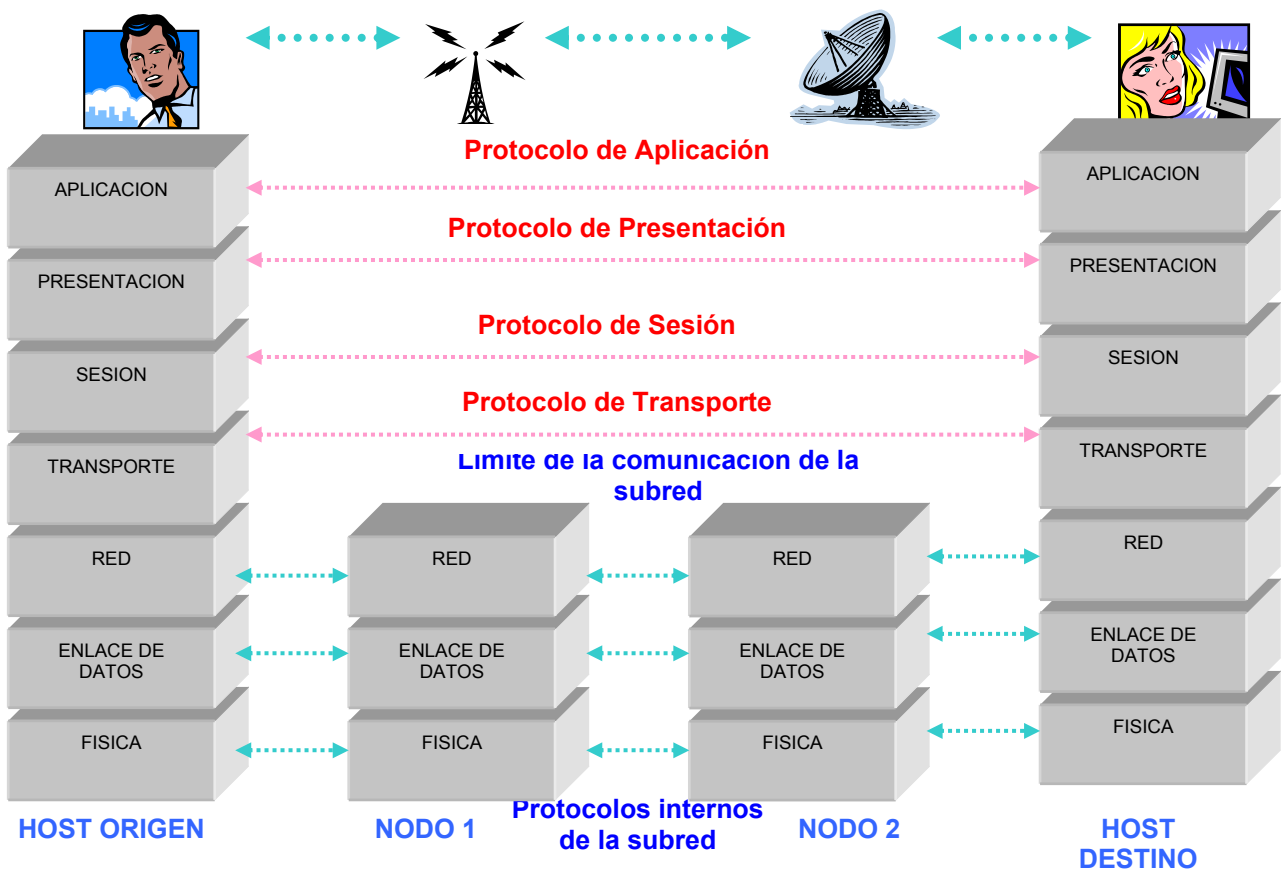 Protocolo de Aplicación
APLICACION
APLICACION
Protocolo de Presentación
PRESENTACION
PRESENTACION
Protocolo de Sesión
SESION
SESION
Protocolo de Transporte
TRANSPORTE
TRANSPORTE
Límite de la comunicación de la
subred
RED
RED
RED
RED
ENLACE DE
DATOS
ENLACE DE
DATOS
ENLACE DE
DATOS
ENLACE DE
DATOS
FISICA
FISICA
FISICA
FISICA
Protocolos internos
de la subred
HOST ORIGEN
NODO 1
NODO 2
HOST
DESTINO